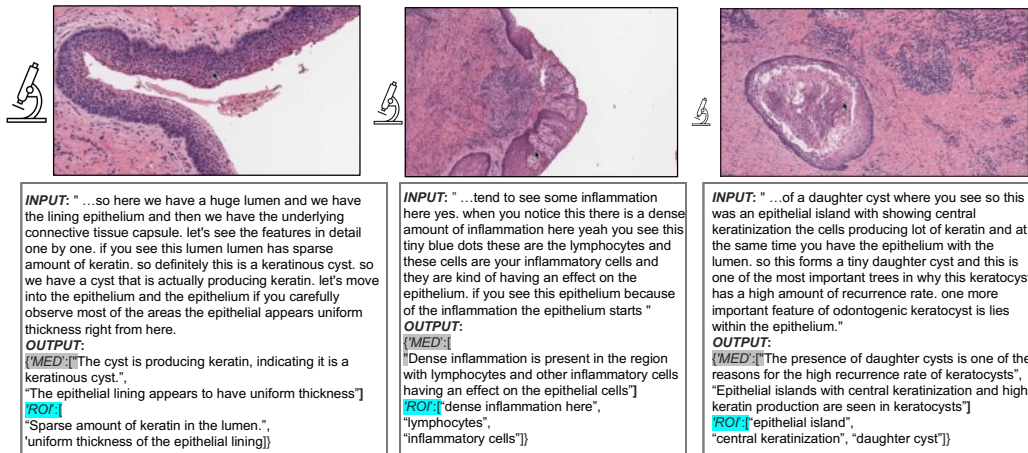 INPUT: " …so here we have a huge lumen and we have
the lining epithelium and then we have the underlying
connective tissue capsule. let's see the features in detail
one by one. if you see this lumen lumen has sparse
amount of keratin. so definitely this is a keratinous cyst. so
we have a cyst that is actually producing keratin. let's move
into the epithelium and the epithelium if you carefully
observe most of the areas the epithelial appears uniform
thickness right from here.
OUTPUT:
{'MED':["The cyst is producing keratin, indicating it is a
keratinous cyst.",
"The epithelial lining appears to have uniform thickness"]
'ROI':[
"Sparse amount of keratin in the lumen.",
'uniform thickness of the epithelial lining]}
INPUT: " …tend to see some inflammation
here yes. when you notice this there is a dense
amount of inflammation here yeah you see this
tiny blue dots these are the lymphocytes and
these cells are your inflammatory cells and
they are kind of having an effect on the
epithelium. if you see this epithelium because
of the inflammation the epithelium starts "
OUTPUT:
{'MED':[
"Dense inflammation is present in the region
with lymphocytes and other inflammatory cells
having an effect on the epithelial cells"]
'ROI':["dense inflammation here",
"lymphocytes",
"inflammatory cells"]}
INPUT: " …of a daughter cyst where you see so this
was an epithelial island with showing central
keratinization the cells producing lot of keratin and at
the same time you have the epithelium with the
lumen. so this forms a tiny daughter cyst and this is
one of the most important trees in why this keratocys
has a high amount of recurrence rate. one more
important feature of odontogenic keratocyst is lies
within the epithelium."
OUTPUT:
{'MED':["The presence of daughter cysts is one of the
reasons for the high recurrence rate of keratocysts",
"Epithelial islands with central keratinization and high
keratin production are seen in keratocysts"]
'ROI':["epithelial island",
"central keratinization", "daughter cyst"]}